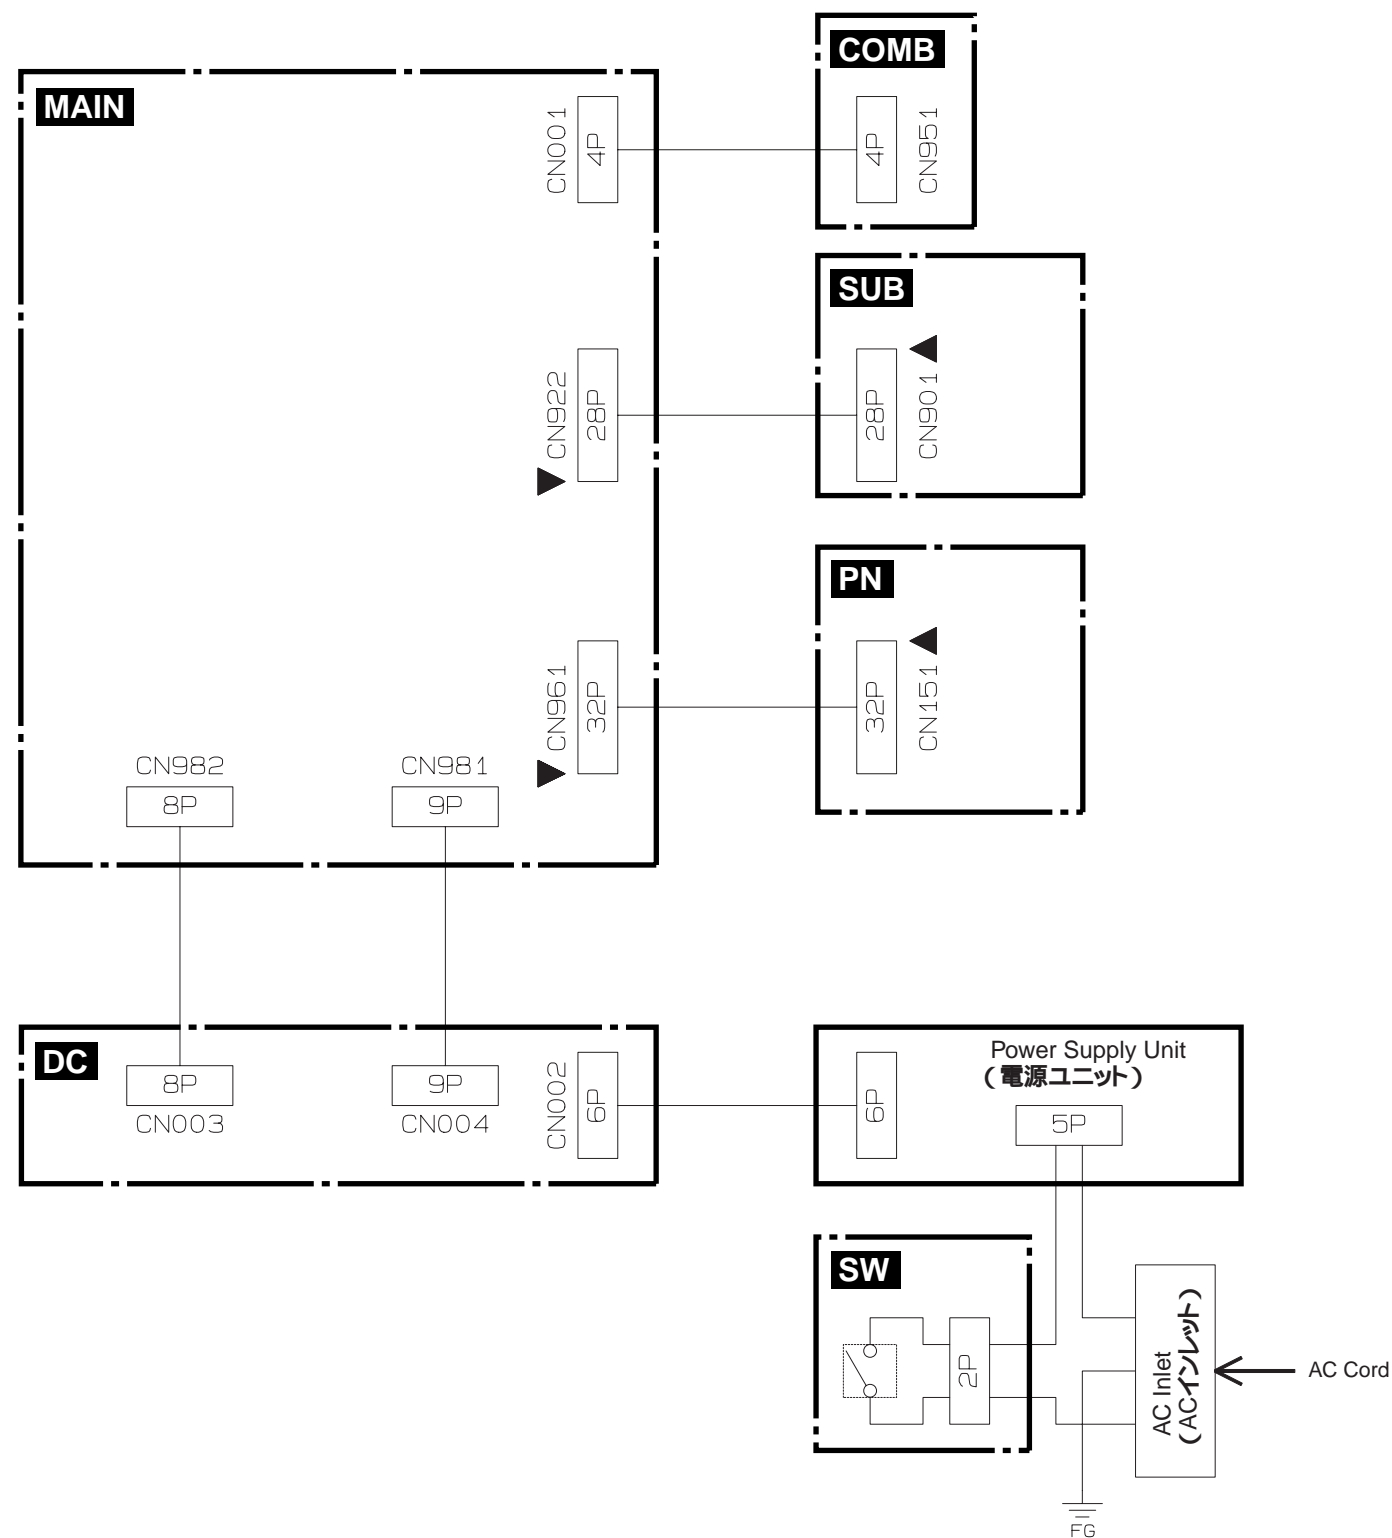 COMB
MAIN
CN001
4P
4P
CN951
SUB
CN922
28P
28P
CN901
PN
CN961
32P
32P
CN151
CN982
CN981
8P
9P
DC
8P
9P
CN003
CN004
CN002
6P
6P
Power Supply Unit
(電源ユニット)
5P
SW
2P
AC Inlet
(ACインレット)
AC Cord
FG